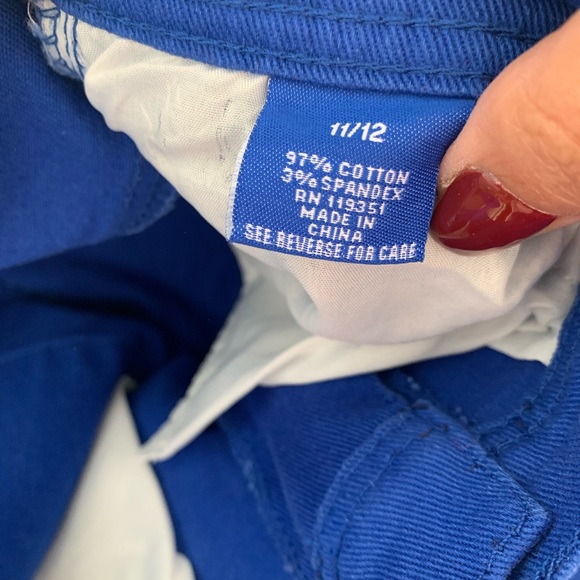 11/12
97% COTTON
3% SPANDEX
RN 119351
MADE IN
CHINA
SEE REVERSE FOR CARE